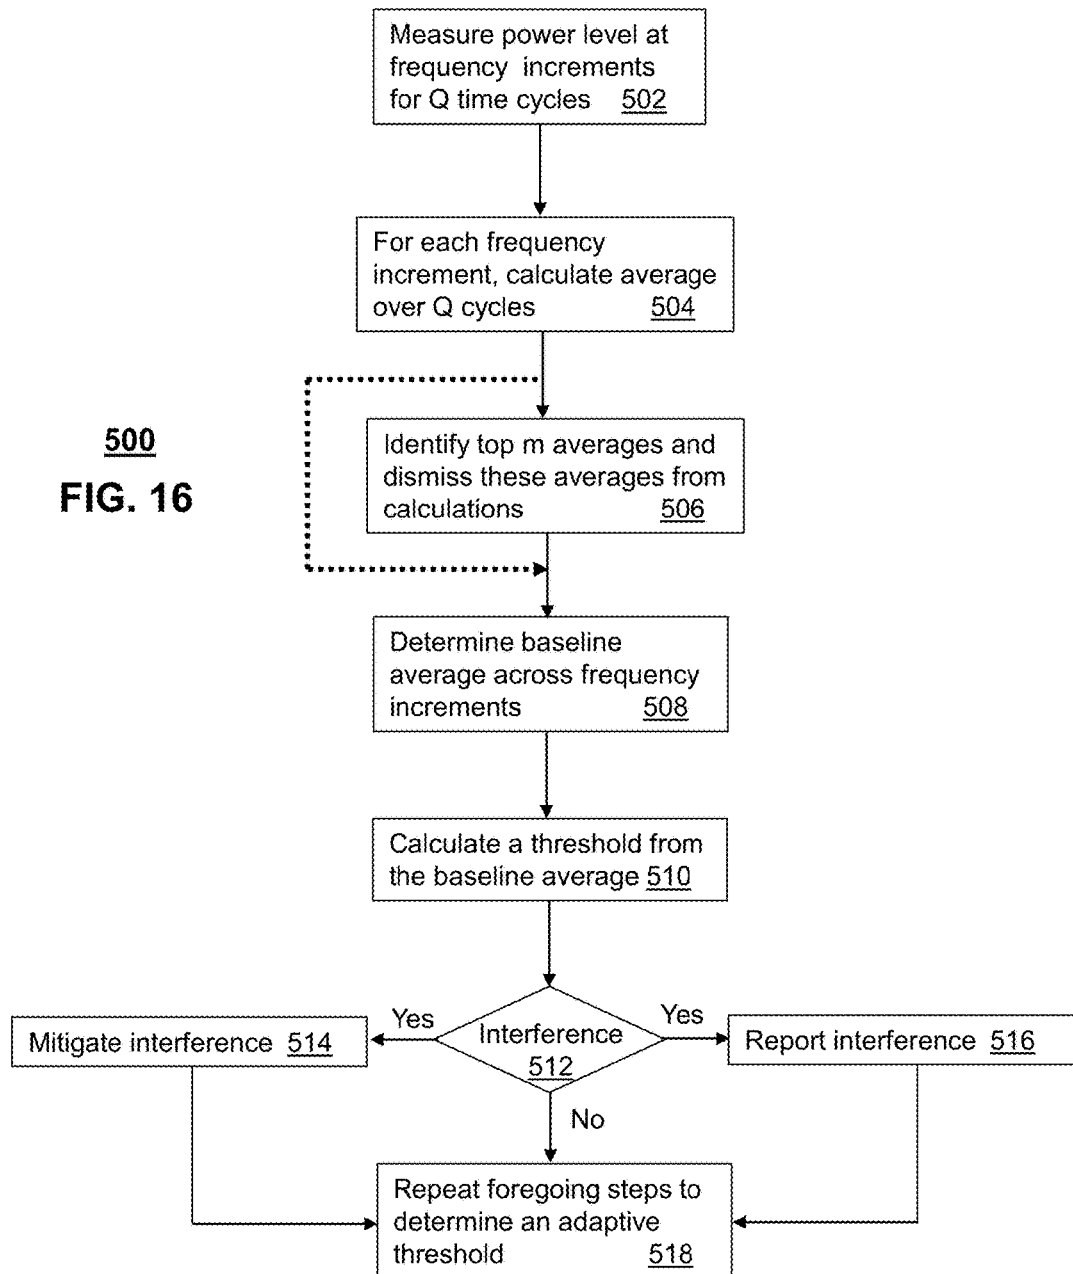 Measure power level at
frequency increments
for Q time cycles 502
For each frequency
increment, calculate average
over Q cycles 504
500
FIG. 16
Identify top m averages and
dismiss these averages from
calculations 506
Determine baseline
average across frequency
increments 508
Calculate a threshold from
the baseline average 510
Mitigate interference 514
Yes
Interference
512
Yes
Report interference 516
No
Repeat foregoing steps to
determine an adaptive
threshold 518